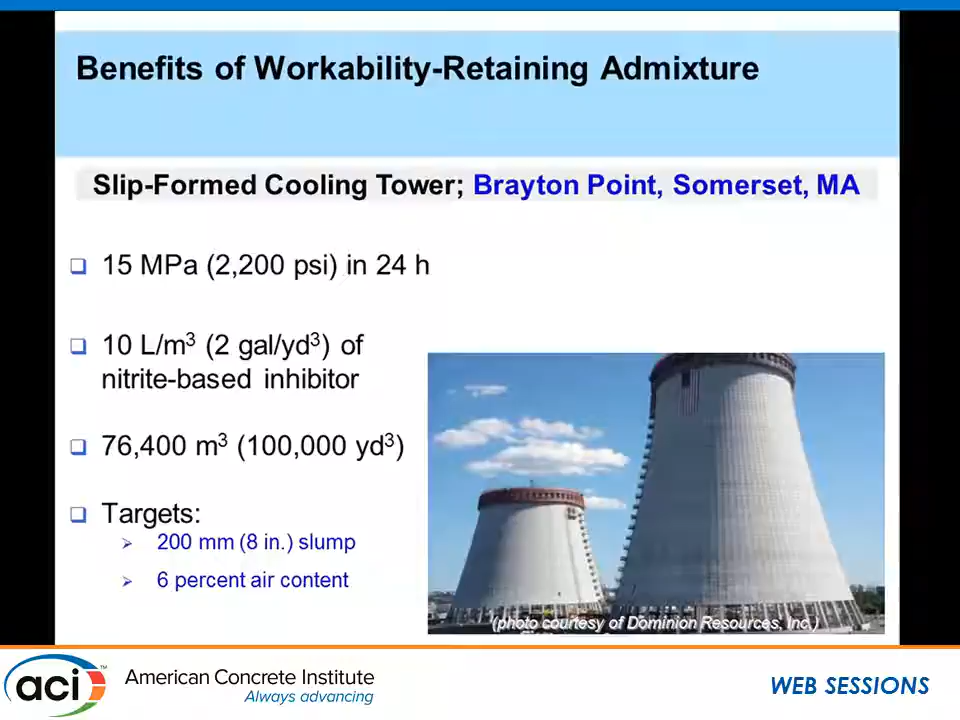 Benefits of Workability-Retaining Admixture
Slip-Formed Cooling Tower; Brayton Point, Somerset, MA
❑ 15 MPa (2,200 psi) in 24 h
❑ 10 L/m³ (2 gal/yd³) of
nitrite-based inhibitor
❑ 76,400 m³ (100,000 yd³)
❑ Targets:
➢ 200 mm (8 in.) slump
➢ 6 percent air content
(photo courtesy of Dominion Resources, Inc.)
aci™
American Concrete Institute
Always advancing
WEB SESSIONS